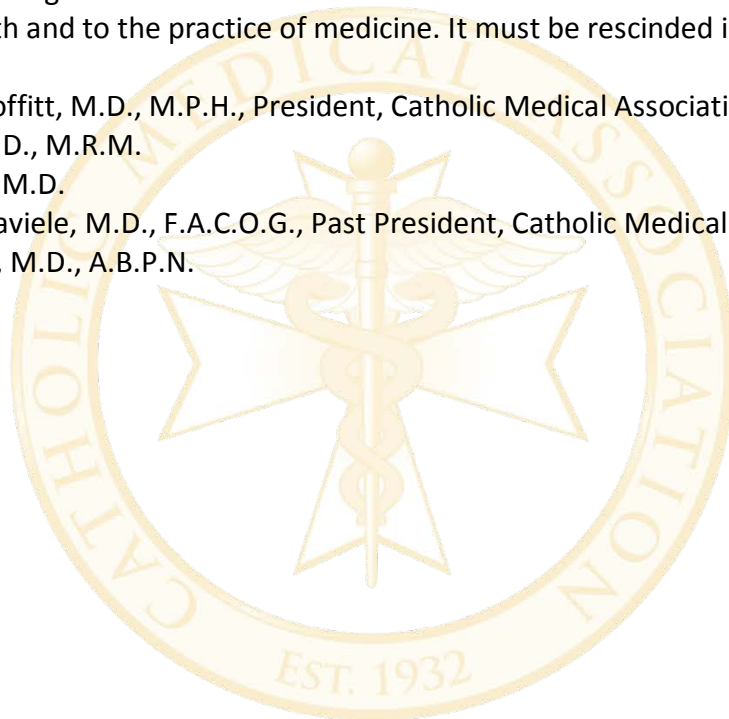 th and to the practice of medicine. It must be rescinded i
offitt, M.D., M.P.H., President, Catholic Medical Associati
D., M.R.M.
M.D.
aviele, M.D., F.A.C.O.G., Past President, Catholic Medical
, M.D., A.B.P.N.
CATHOLIC MEDICAL ASSOCIATION
EST. 1932